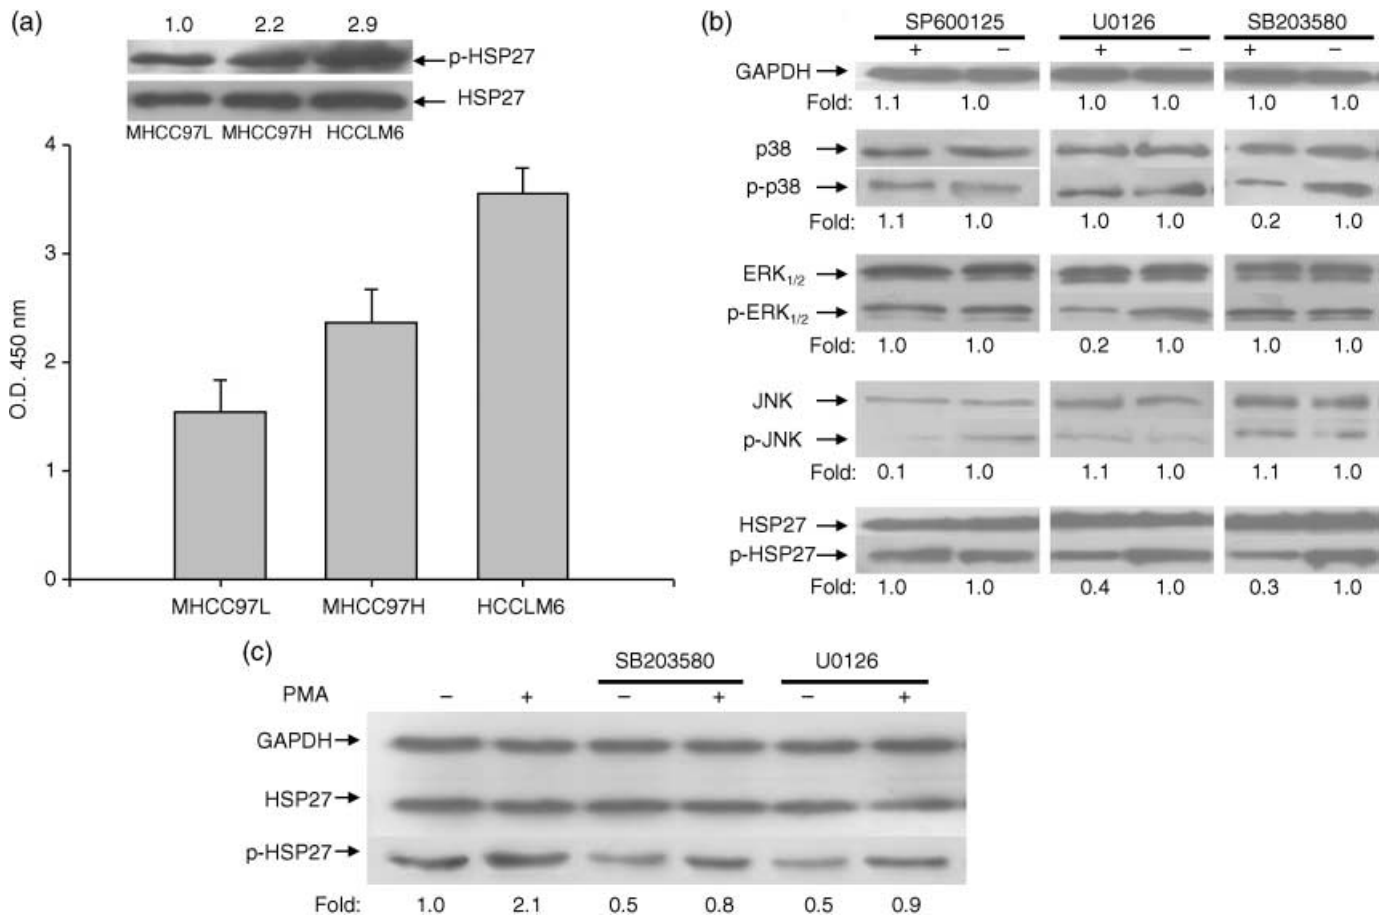 (a)
1.0 2.2 2.9
p-HSP27
HSP27
MHCC97L MHCC97H HCCLM6
O.D. 450 nm
4
3
2
1
0
MHCC97L MHCC97H HCCLM6
(b)
SP600125 U0126 SB203580
+ – + – + –
GAPDH
Fold: 1.1 1.0 1.0 1.0 1.0 1.0
p38
p-p38
Fold: 1.1 1.0 1.0 1.0 0.2 1.0
ERK1/2
p-ERK1/2
Fold: 1.0 1.0 0.2 1.0 1.0 1.0
JNK
p-JNK
Fold: 0.1 1.0 1.1 1.0 1.1 1.0
HSP27
p-HSP27
Fold: 1.0 1.0 0.4 1.0 0.3 1.0
(c)
SB203580 U0126
PMA – + – + – +
GAPDH
HSP27
p-HSP27
Fold: 1.0 2.1 0.5 0.8 0.5 0.9